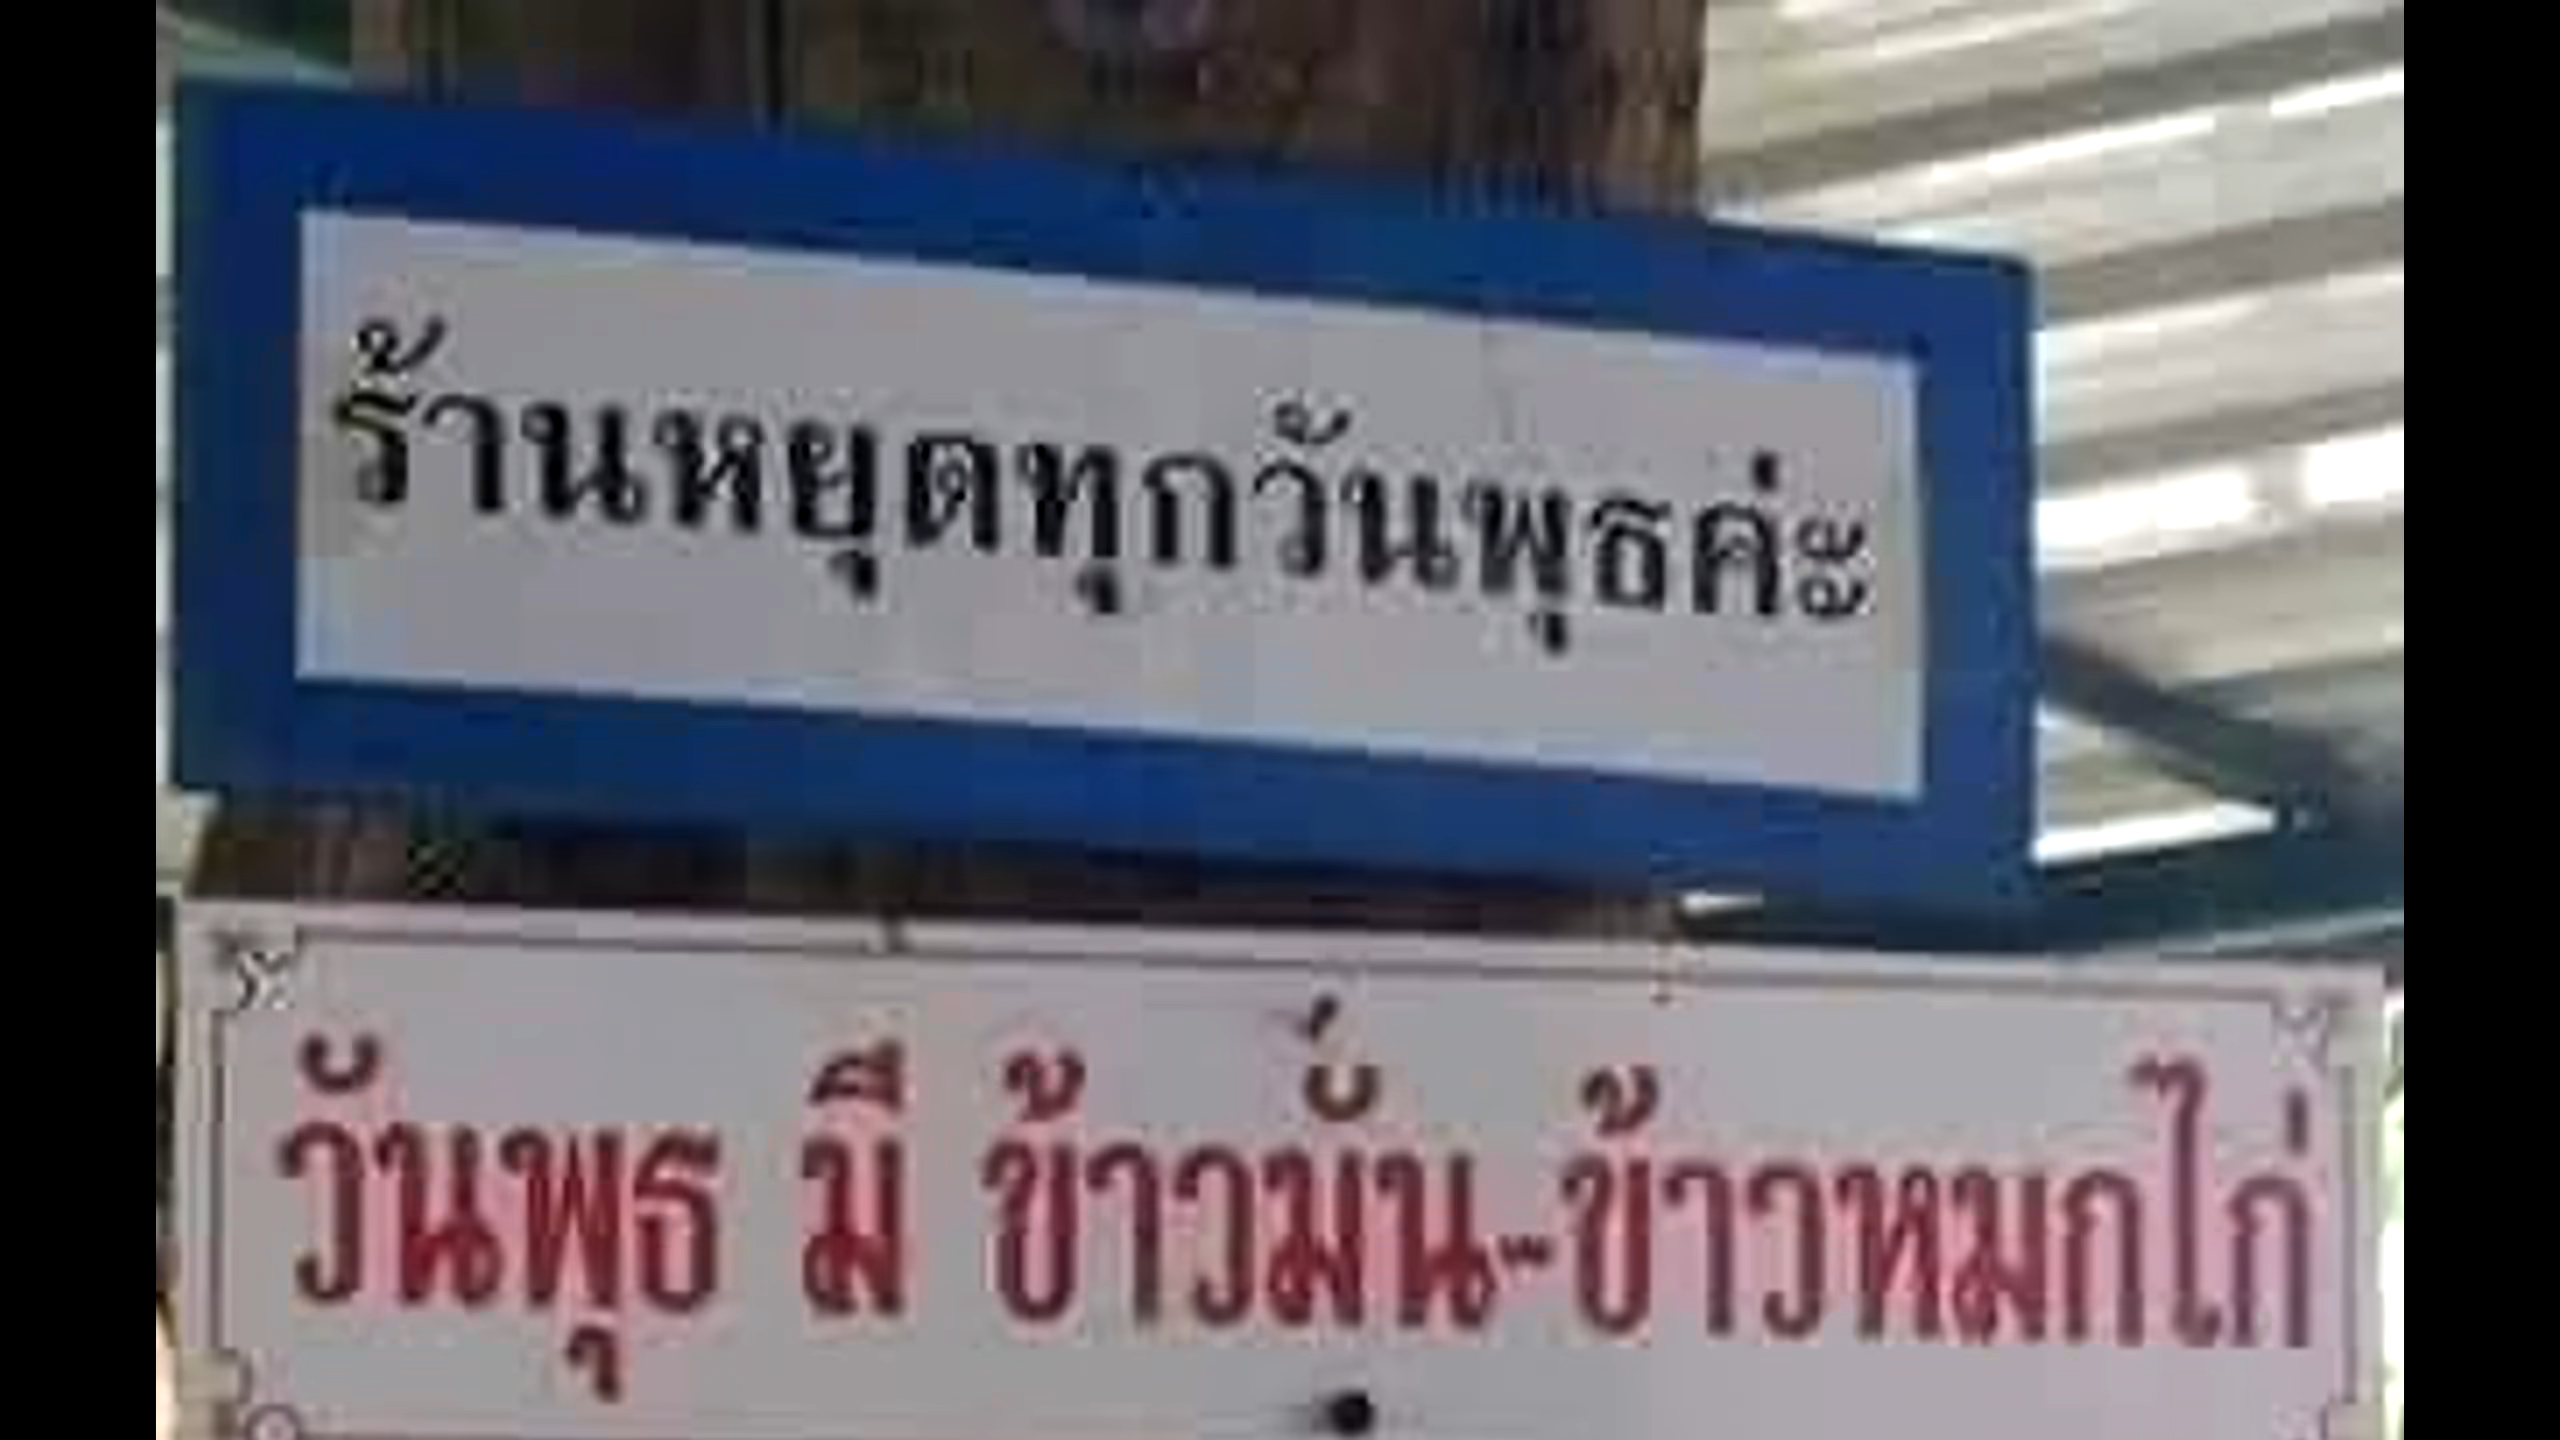 ร้านหยุดทุกวันพุธค่ะ
วันพุธ มี ข้าวมั่น-ข้าวหมกไก่